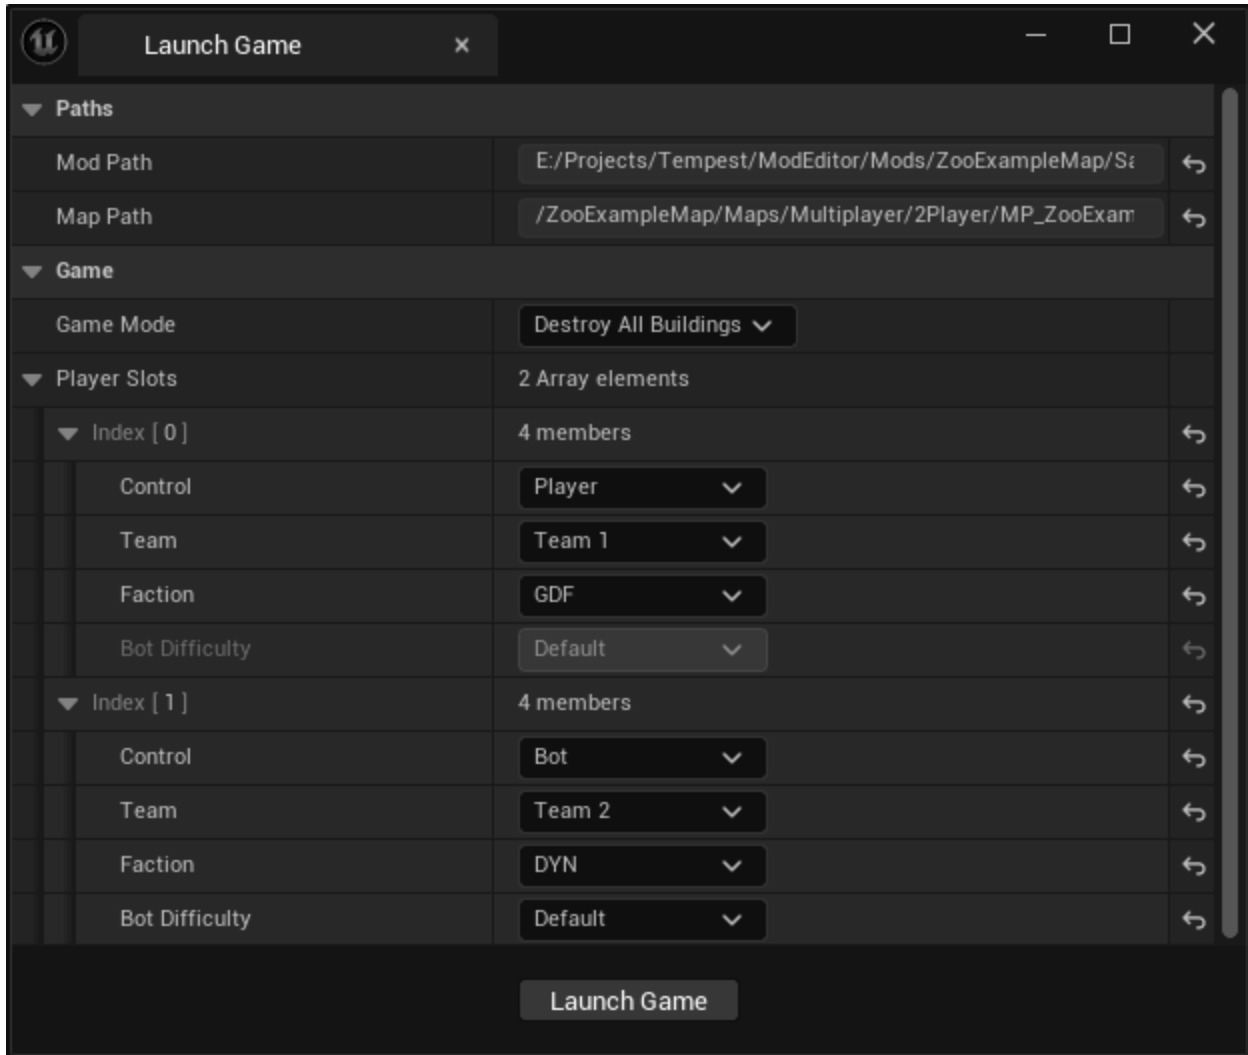 Launch Game
Paths
Mod Path E:/Projects/Tempest/ModEditor/Mods/ZooExampleMap/Sa
Map Path /ZooExampleMap/Maps/Multiplayer/2Player/MP_ZooExam
Game
Game Mode Destroy All Buildings
Player Slots 2 Array elements
Index [ 0 ] 4 members
Control Player
Team Team 1
Faction GDF
Bot Difficulty Default
Index [ 1 ] 4 members
Control Bot
Team Team 2
Faction DYN
Bot Difficulty Default
Launch Game